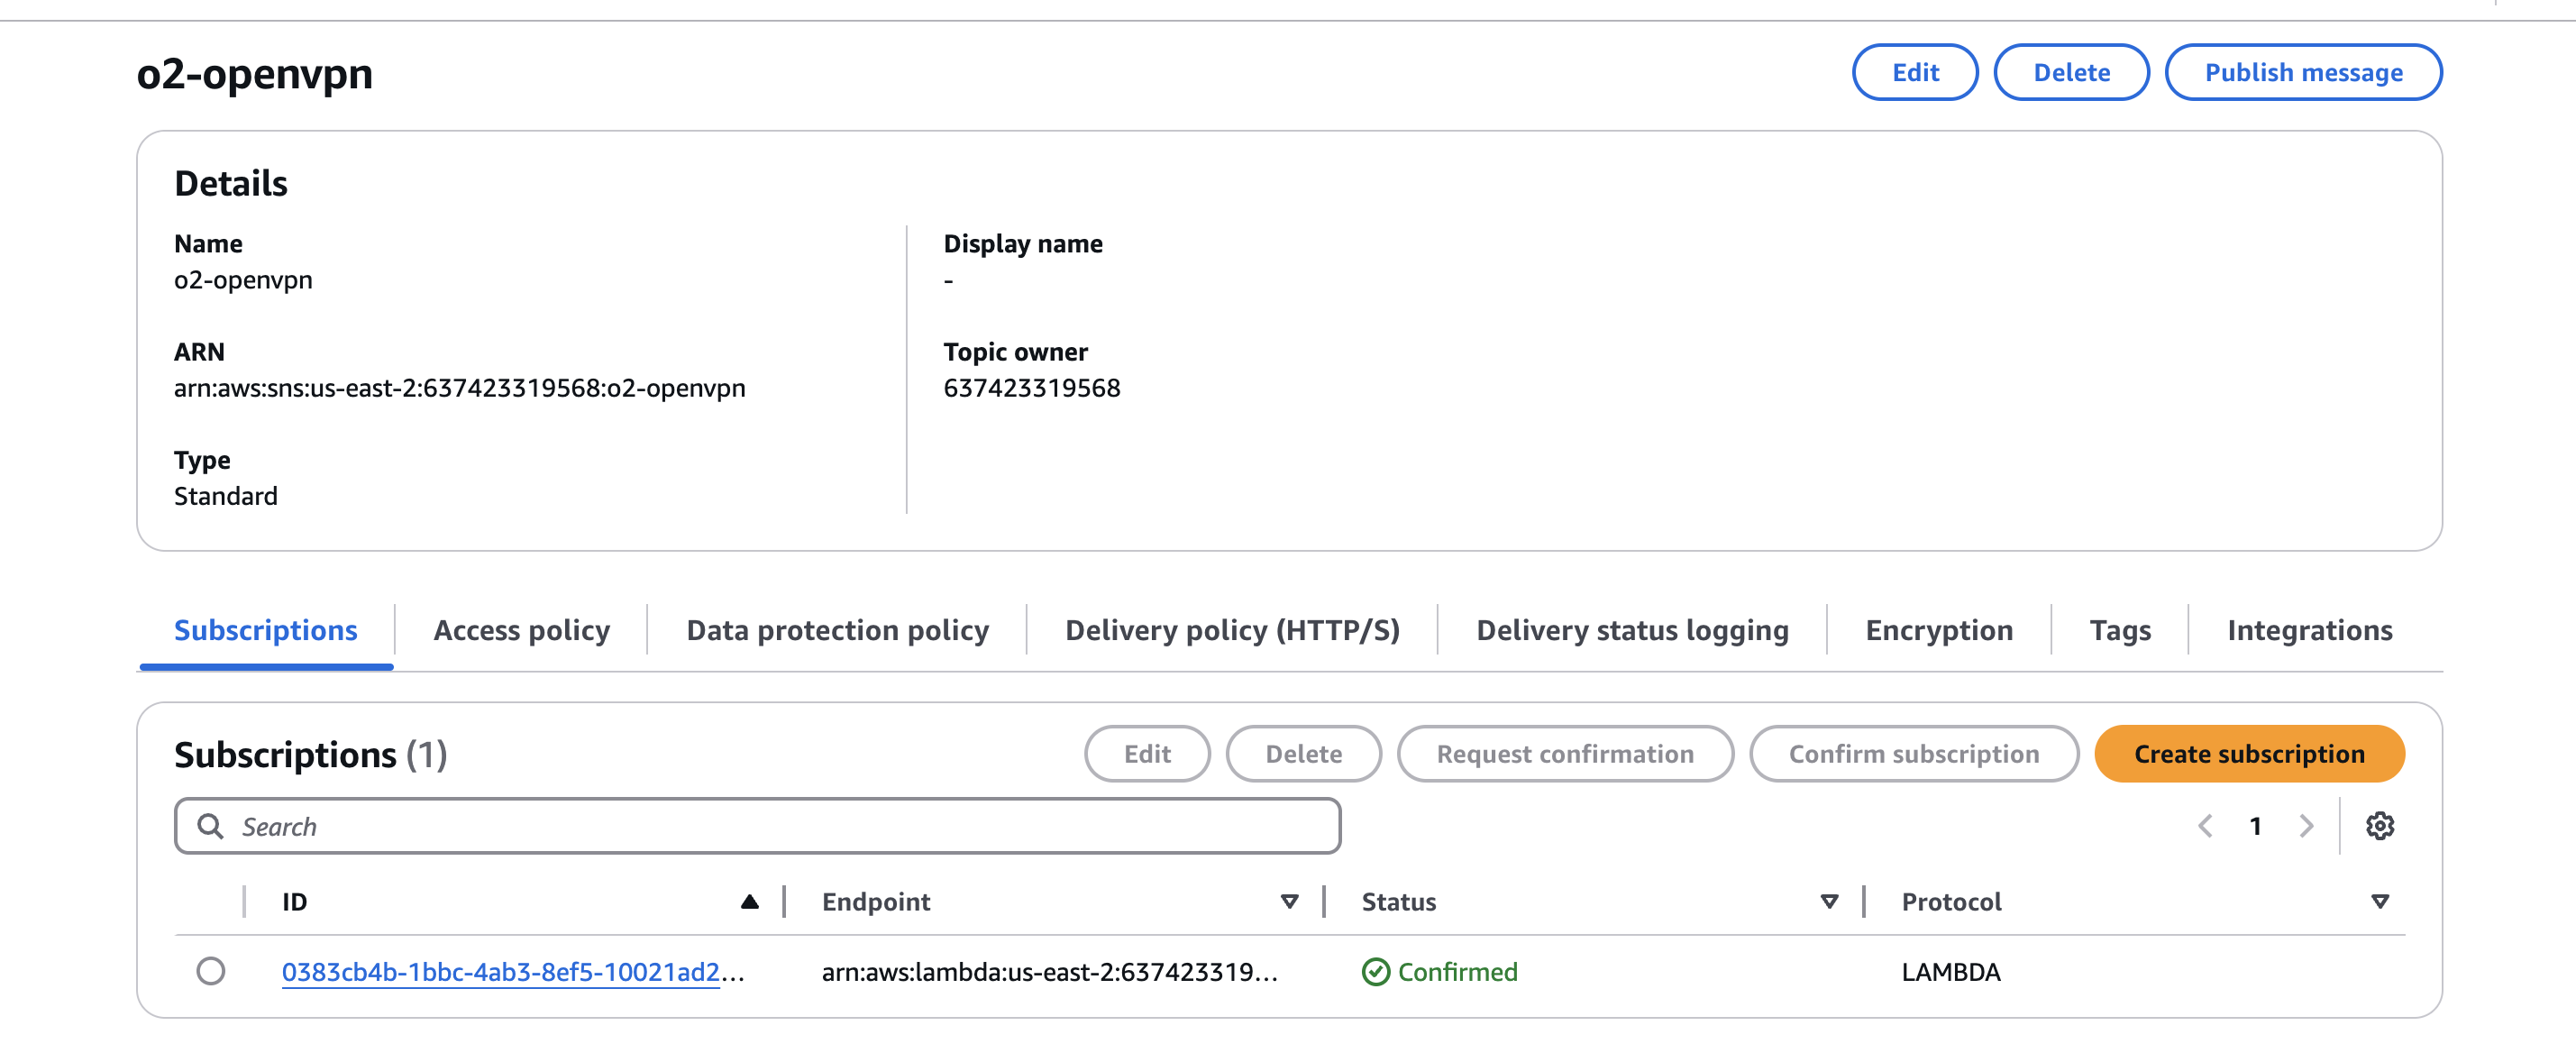 o2-openvpn
Edit
Delete
Publish message
Details
Name
o2-openvpn
Display name
-
ARN
arn:aws:sns:us-east-2:637423319568:o2-openvpn
Topic owner
637423319568
Type
Standard
Subscriptions
Access policy
Data protection policy
Delivery policy (HTTP/S)
Delivery status logging
Encryption
Tags
Integrations
Subscriptions (1)
Edit
Delete
Request confirmation
Confirm subscription
Create subscription
Search
1
ID
Endpoint
Status
Protocol
0383cb4b-1bbc-4ab3-8ef5-10021ad2...
arn:aws:lambda:us-east-2:637423319...
Confirmed
LAMBDA